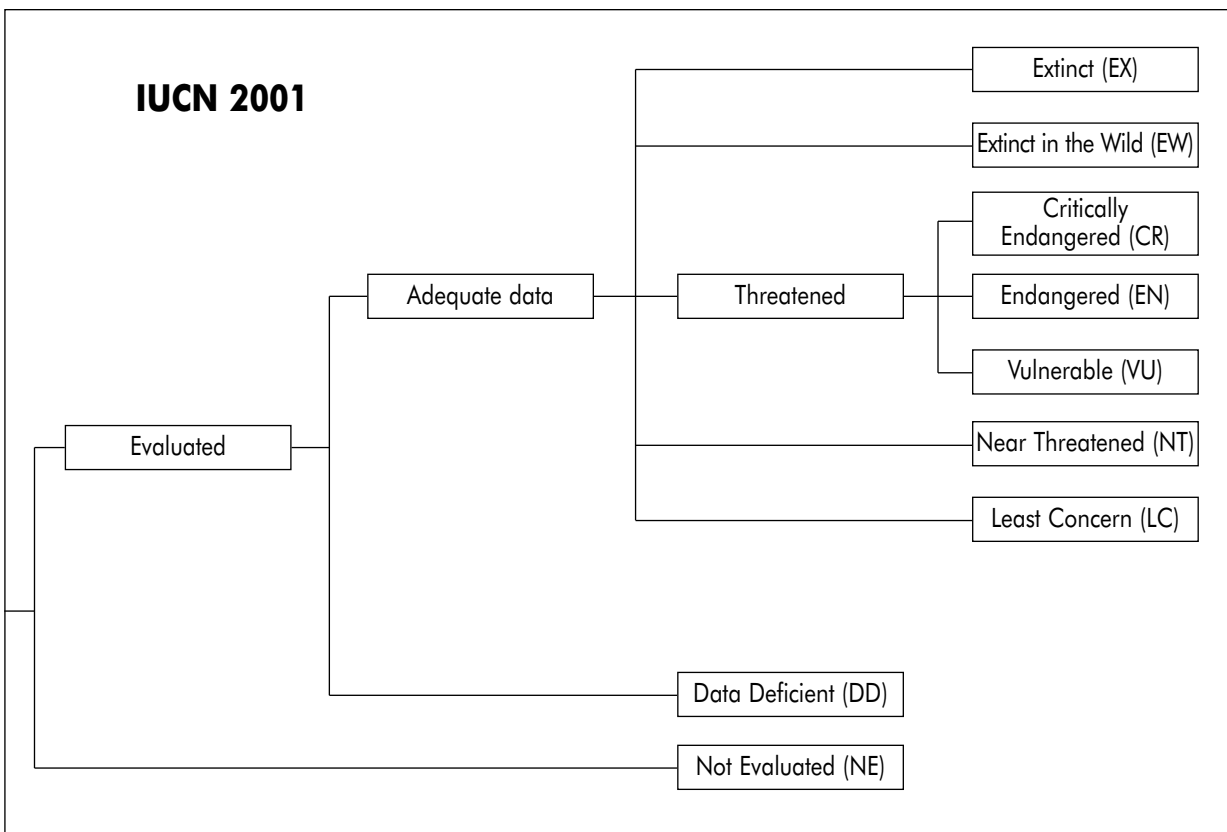 IUCN 2001
Extinct (EX)
Extinct in the Wild (EW)
Critically
Endangered (CR)
Adequate data
Threatened
Endangered (EN)
Vulnerable (VU)
Evaluated
Near Threatened (NT)
Least Concern (LC)
Data Deficient (DD)
Not Evaluated (NE)